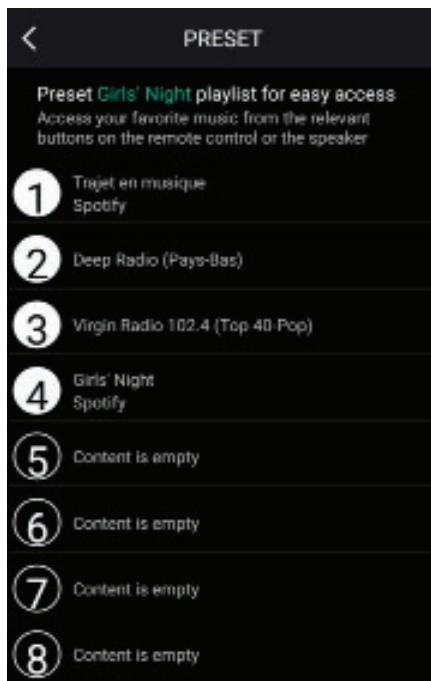 PRESET
Preset Girls' Night playlist for easy access
Access your favorite music from the relevant
buttons on the remote control or the speaker
1
Trajet en musique
Spotify
2
Deep Radio (Pays-Bas)
3
Virgin Radio 102.4 (Top 40-Pop)
4
Girls' Night
Spotify
5
Content is empty
6
Content is empty
7
Content is empty
8
Content is empty